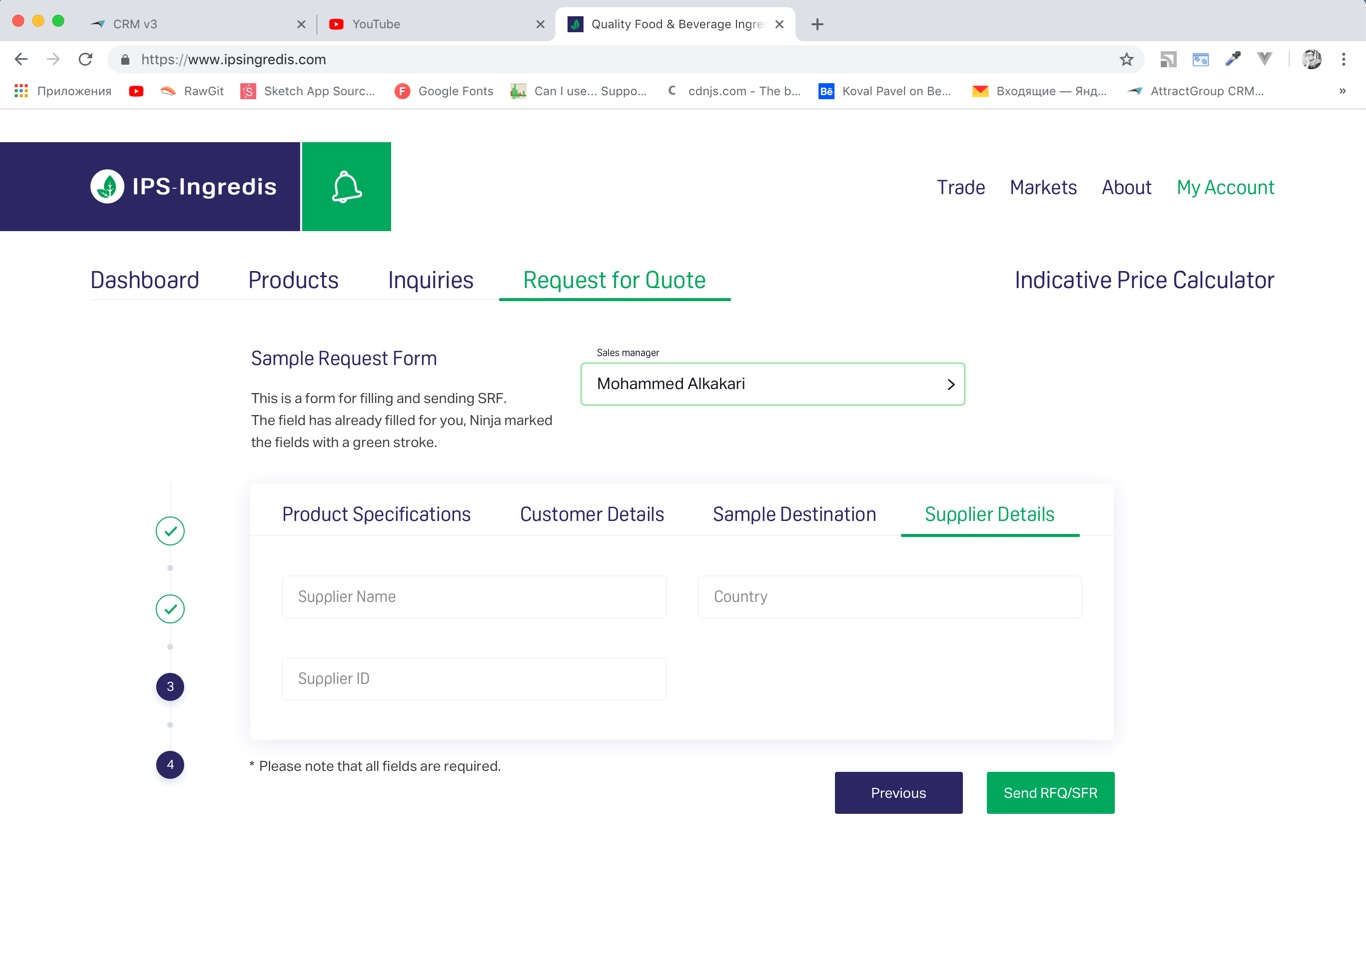 CRM v3
YouTube
Quality Food & Beverage Ingre
https://www.ipsingredis.com
Приложения
RawGit
Sketch App Sourc...
Google Fonts
Can I use... Suppo...
cdnjs.com - The b...
Koval Pavel on Be...
Входящие — Янд...
AttractGroup CRM...
»
IPS-Ingredis
Trade
Markets
About
My Account
Dashboard
Products
Inquiries
Request for Quote
Indicative Price Calculator
Sample Request Form
Sales manager
Mohammed Alkakari
This is a form for filling and sending SRF.
The field has already filled for you, Ninja marked
the fields with a green stroke.
Product Specifications
Customer Details
Sample Destination
Supplier Details
Supplier Name
Country
Supplier ID
3
4
* Please note that all fields are required.
Previous
Send RFQ/SFR